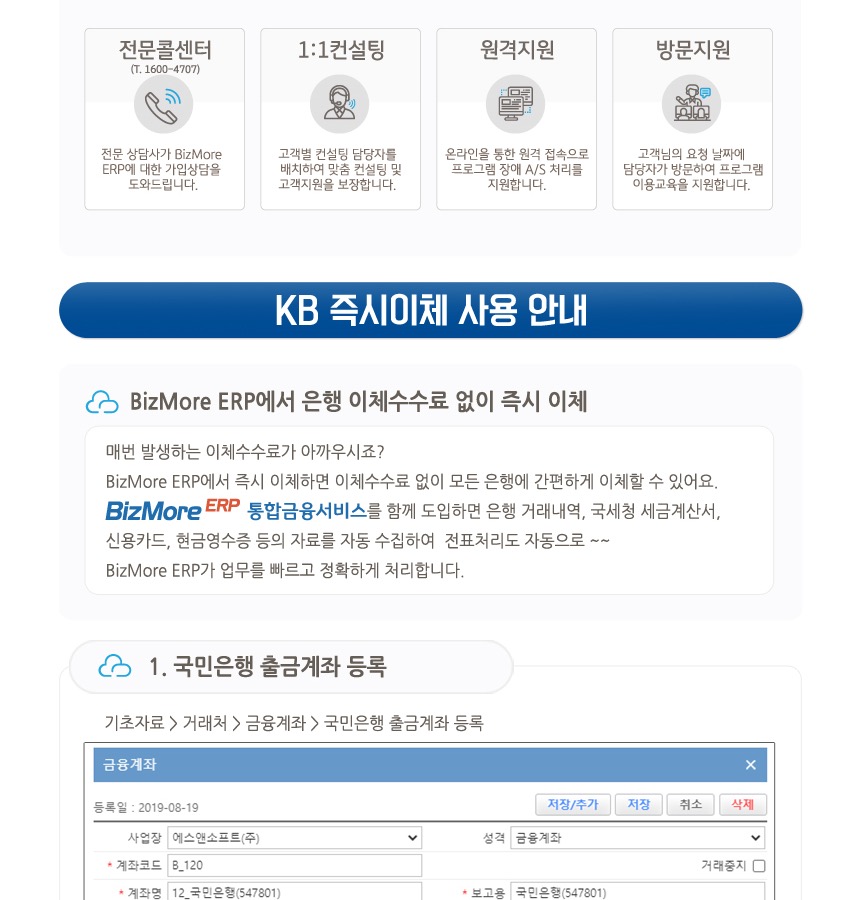 전문콜센터
(T. 1600-4707)
전문 상담사가 BizMore
ERP에 대한 가입상담을
도와드립니다.
1:1컨설팅
고객별 컨설팅 담당자를
배치하여 맞춤 컨설팅 및
고객지원을 보장합니다.
원격지원
온라인을 통한 원격 접속으로
프로그램 장애 A/S 처리를
지원합니다.
방문지원
고객님의 요청 날짜에
담당자가 방문하여 프로그램
이용교육을 지원합니다.
KB 즉시이체 사용 안내
BizMore ERP에서 은행 이체수수료 없이 즉시 이체
매번 발생하는 이체수수료가 아까우시죠?
BizMore ERP에서 즉시 이체하면 이체수수료 없이 모든 은행에 간편하게 이체할 수 있어요.
BizMore ERP 통합금융서비스를 함께 도입하면 은행 거래내역, 국세청 세금계산서,
신용카드, 현금영수증 등의 자료를 자동 수집하여 전표처리도 자동으로 ~~
BizMore ERP가 업무를 빠르고 정확하게 처리합니다.
1. 국민은행 출금계좌 등록
기초자료 > 거래처 > 금융계좌 > 국민은행 출금계좌 등록
금융계좌 ×
등록일 : 2019-08-19 저장/추가 저장 취소 삭제
사업장 에스앤소프트(주) 성격 금융계좌
* 계좌코드 B_120 거래중지
* 계좌명 12_국민은행(547801) * 보고용 국민은행(547801)